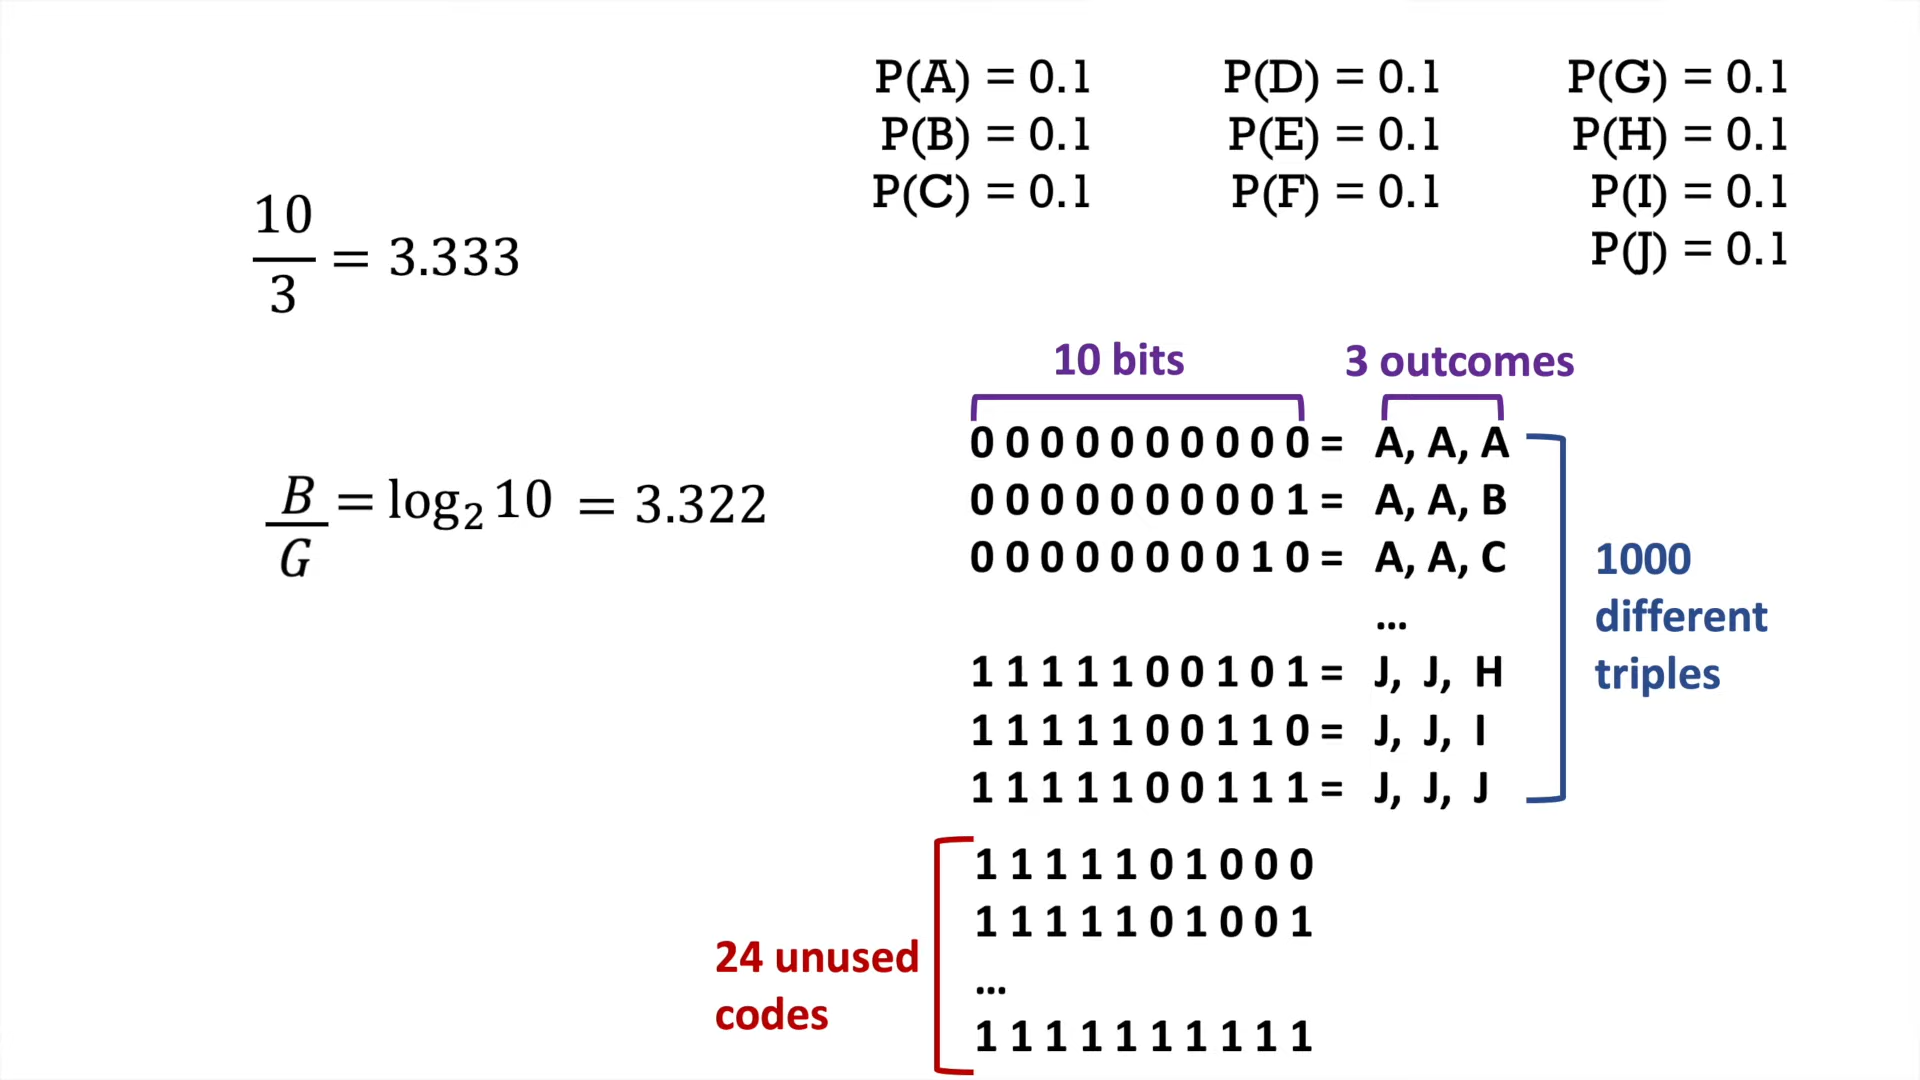 P(A) = 0.1
P(B) = 0.1
P(C) = 0.1
P(D) = 0.1
P(E) = 0.1
P(F) = 0.1
P(G) = 0.1
P(H) = 0.1
P(I) = 0.1
P(J) = 0.1
10
3
= 3.333
B
G
= log₂ 10 = 3.322
10 bits
3 outcomes
0 0 0 0 0 0 0 0 0 0 = A, A, A
0 0 0 0 0 0 0 0 0 1 = A, A, B
0 0 0 0 0 0 0 0 1 0 = A, A, C
...
1 1 1 1 1 0 0 1 0 1 = J, J, H
1 1 1 1 1 0 0 1 1 0 = J, J, I
1 1 1 1 1 0 0 1 1 1 = J, J, J
1000
different
triples
1 1 1 1 1 0 1 0 0 0
1 1 1 1 1 0 1 0 0 1
...
1 1 1 1 1 1 1 1 1 1
24 unused
codes